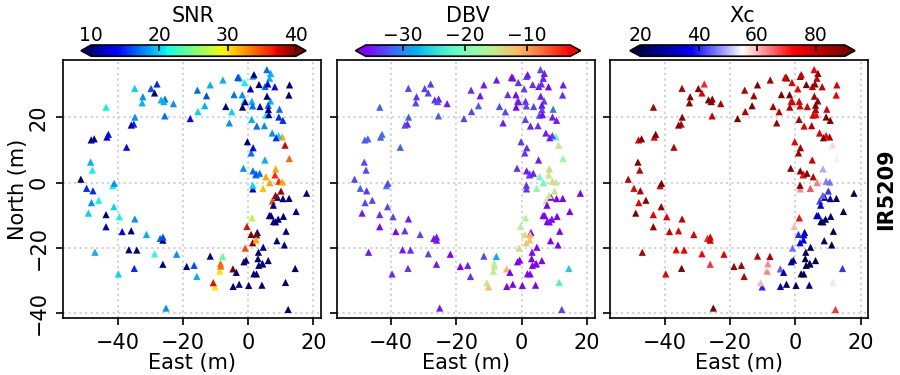 SNR DBV Xc
10 20 30 40 −30 −20 −10 20 40 60 80
North (m)
20
0
−20
−40
IR5209
−40 −20 0 20 −40 −20 0 20 −40 −20 0 20
East (m) East (m) East (m)